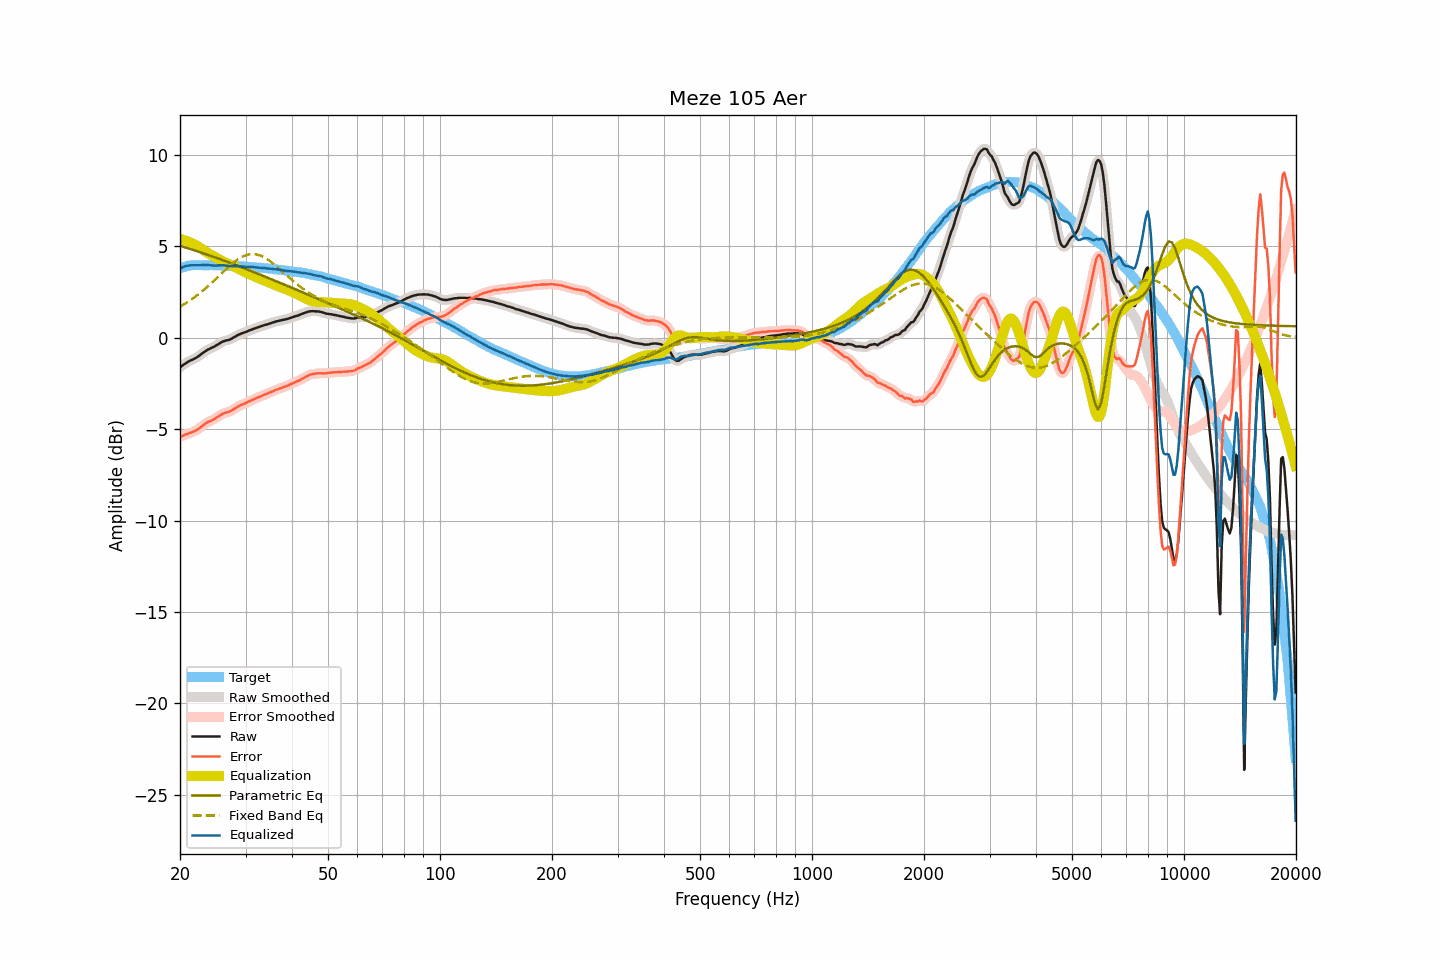 Meze 105 Aer
Amplitude (dBr)
10
5
0
−5
−10
−15
−20
−25
Target
Raw Smoothed
Error Smoothed
Raw
Error
Equalization
Parametric Eq
Fixed Band Eq
Equalized
20 50 100 200 500 1000 2000 5000 10000 20000
Frequency (Hz)